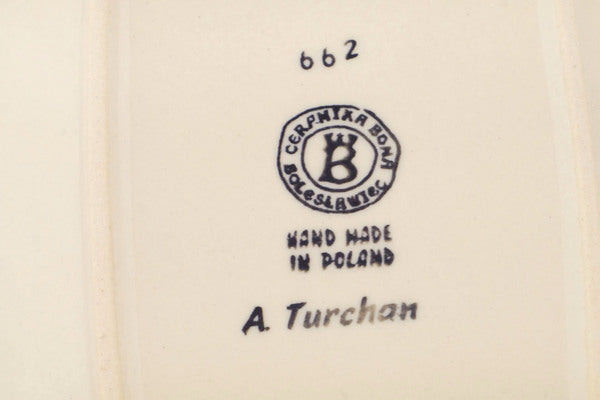 662
CERAMIKA BONA
B
BOLESŁAWIEC
HAND MADE
IN POLAND
A. Turchan